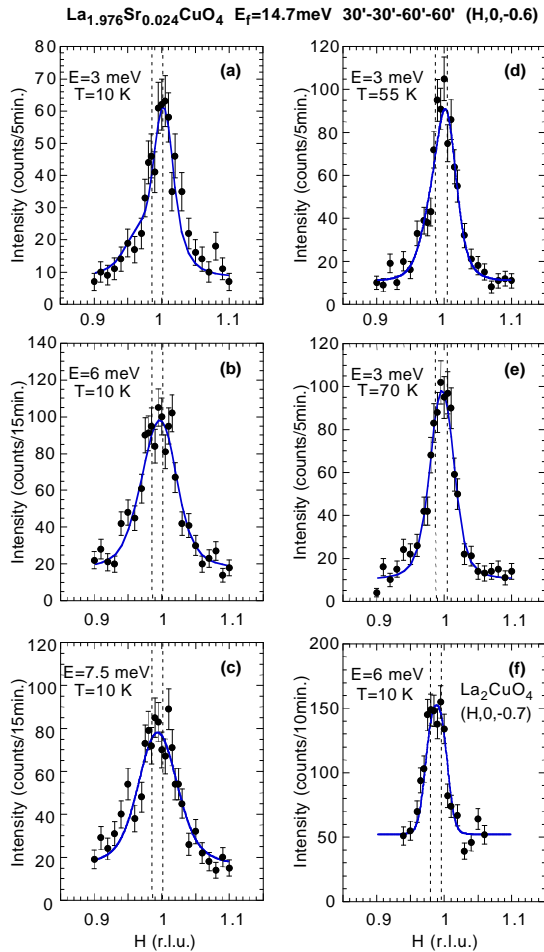 La1.976Sr0.024CuO4 Ef=14.7meV 30'-30'-60'-60' (H,0,-0.6)
(a)
E=3 meV
T=10 K
Intensity (counts/5min.)
80
70
60
50
40
30
20
10
0
0.9 1 1.1
(d)
E=3 meV
T=55 K
Intensity (counts/5min.)
120
100
80
60
40
20
0
0.9 1 1.1
(b)
E=6 meV
T=10 K
Intensity (counts/15min.)
140
120
100
80
60
40
20
0
0.9 1 1.1
(e)
E=3 meV
T=70 K
Intensity (counts/5min.)
120
100
80
60
40
20
0
0.9 1 1.1
(c)
E=7.5 meV
T=10 K
Intensity (counts/15min.)
120
100
80
60
40
20
0
0.9 1 1.1
H (r.l.u.)
(f)
E=6 meV
T=10 K
La2CuO4
(H,0,-0.7)
Intensity (counts/10min.)
200
150
100
50
0
0.9 1 1.1
H (r.l.u.)